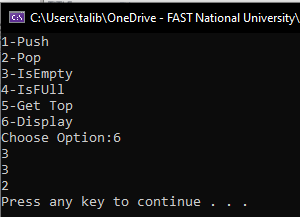 C:\Users\talib\OneDrive - FAST National University\
1-Push
2-Pop
3-IsEmpty
4-IsFUll
5-Get Top
6-Display
Choose Option:6
3
3
2
Press any key to continue . . .